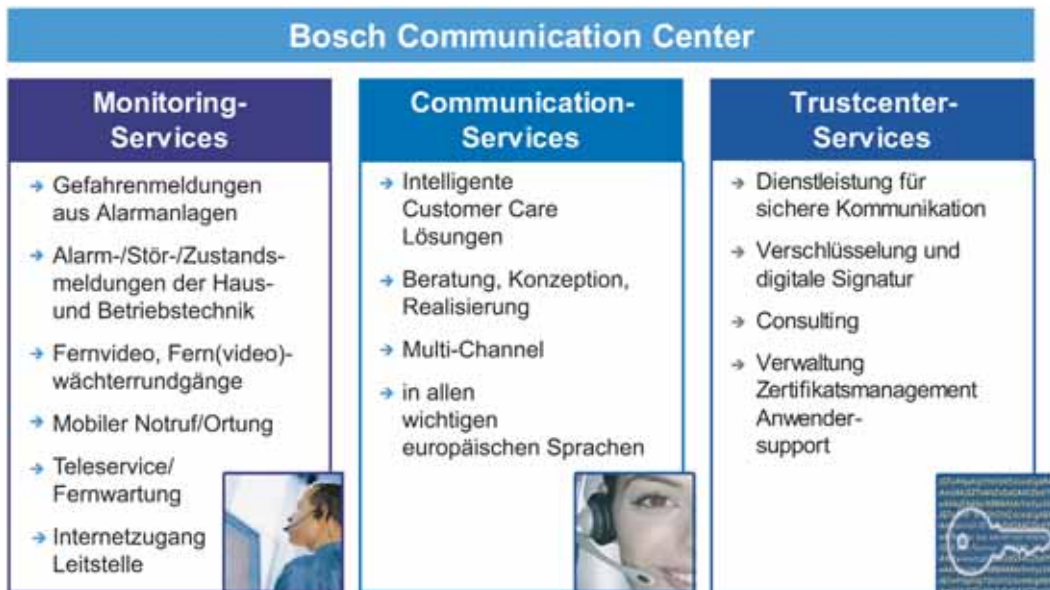 Bosch Communication Center
Monitoring-
Services
→ Gefahrenmeldungen
aus Alarmanlagen
→ Alarm-/Stör-/Zustands-
meldungen der Haus-
und Betriebstechnik
→ Fernvideo, Fern(video)-
wächterrundgänge
→ Mobiler Notruf/Ortung
→ Teleservice/
Fernwartung
→ Internetzugang
Leitstelle
Communication-
Services
→ Intelligente
Customer Care
Lösungen
→ Beratung, Konzeption,
Realisierung
→ Multi-Channel
→ in allen
wichtigen
europäischen Sprachen
Trustcenter-
Services
→ Dienstleistung für
sichere Kommunikation
→ Verschlüsselung und
digitale Signatur
→ Consulting
→ Verwaltung
Zertifikatsmanagement
Anwender-
support